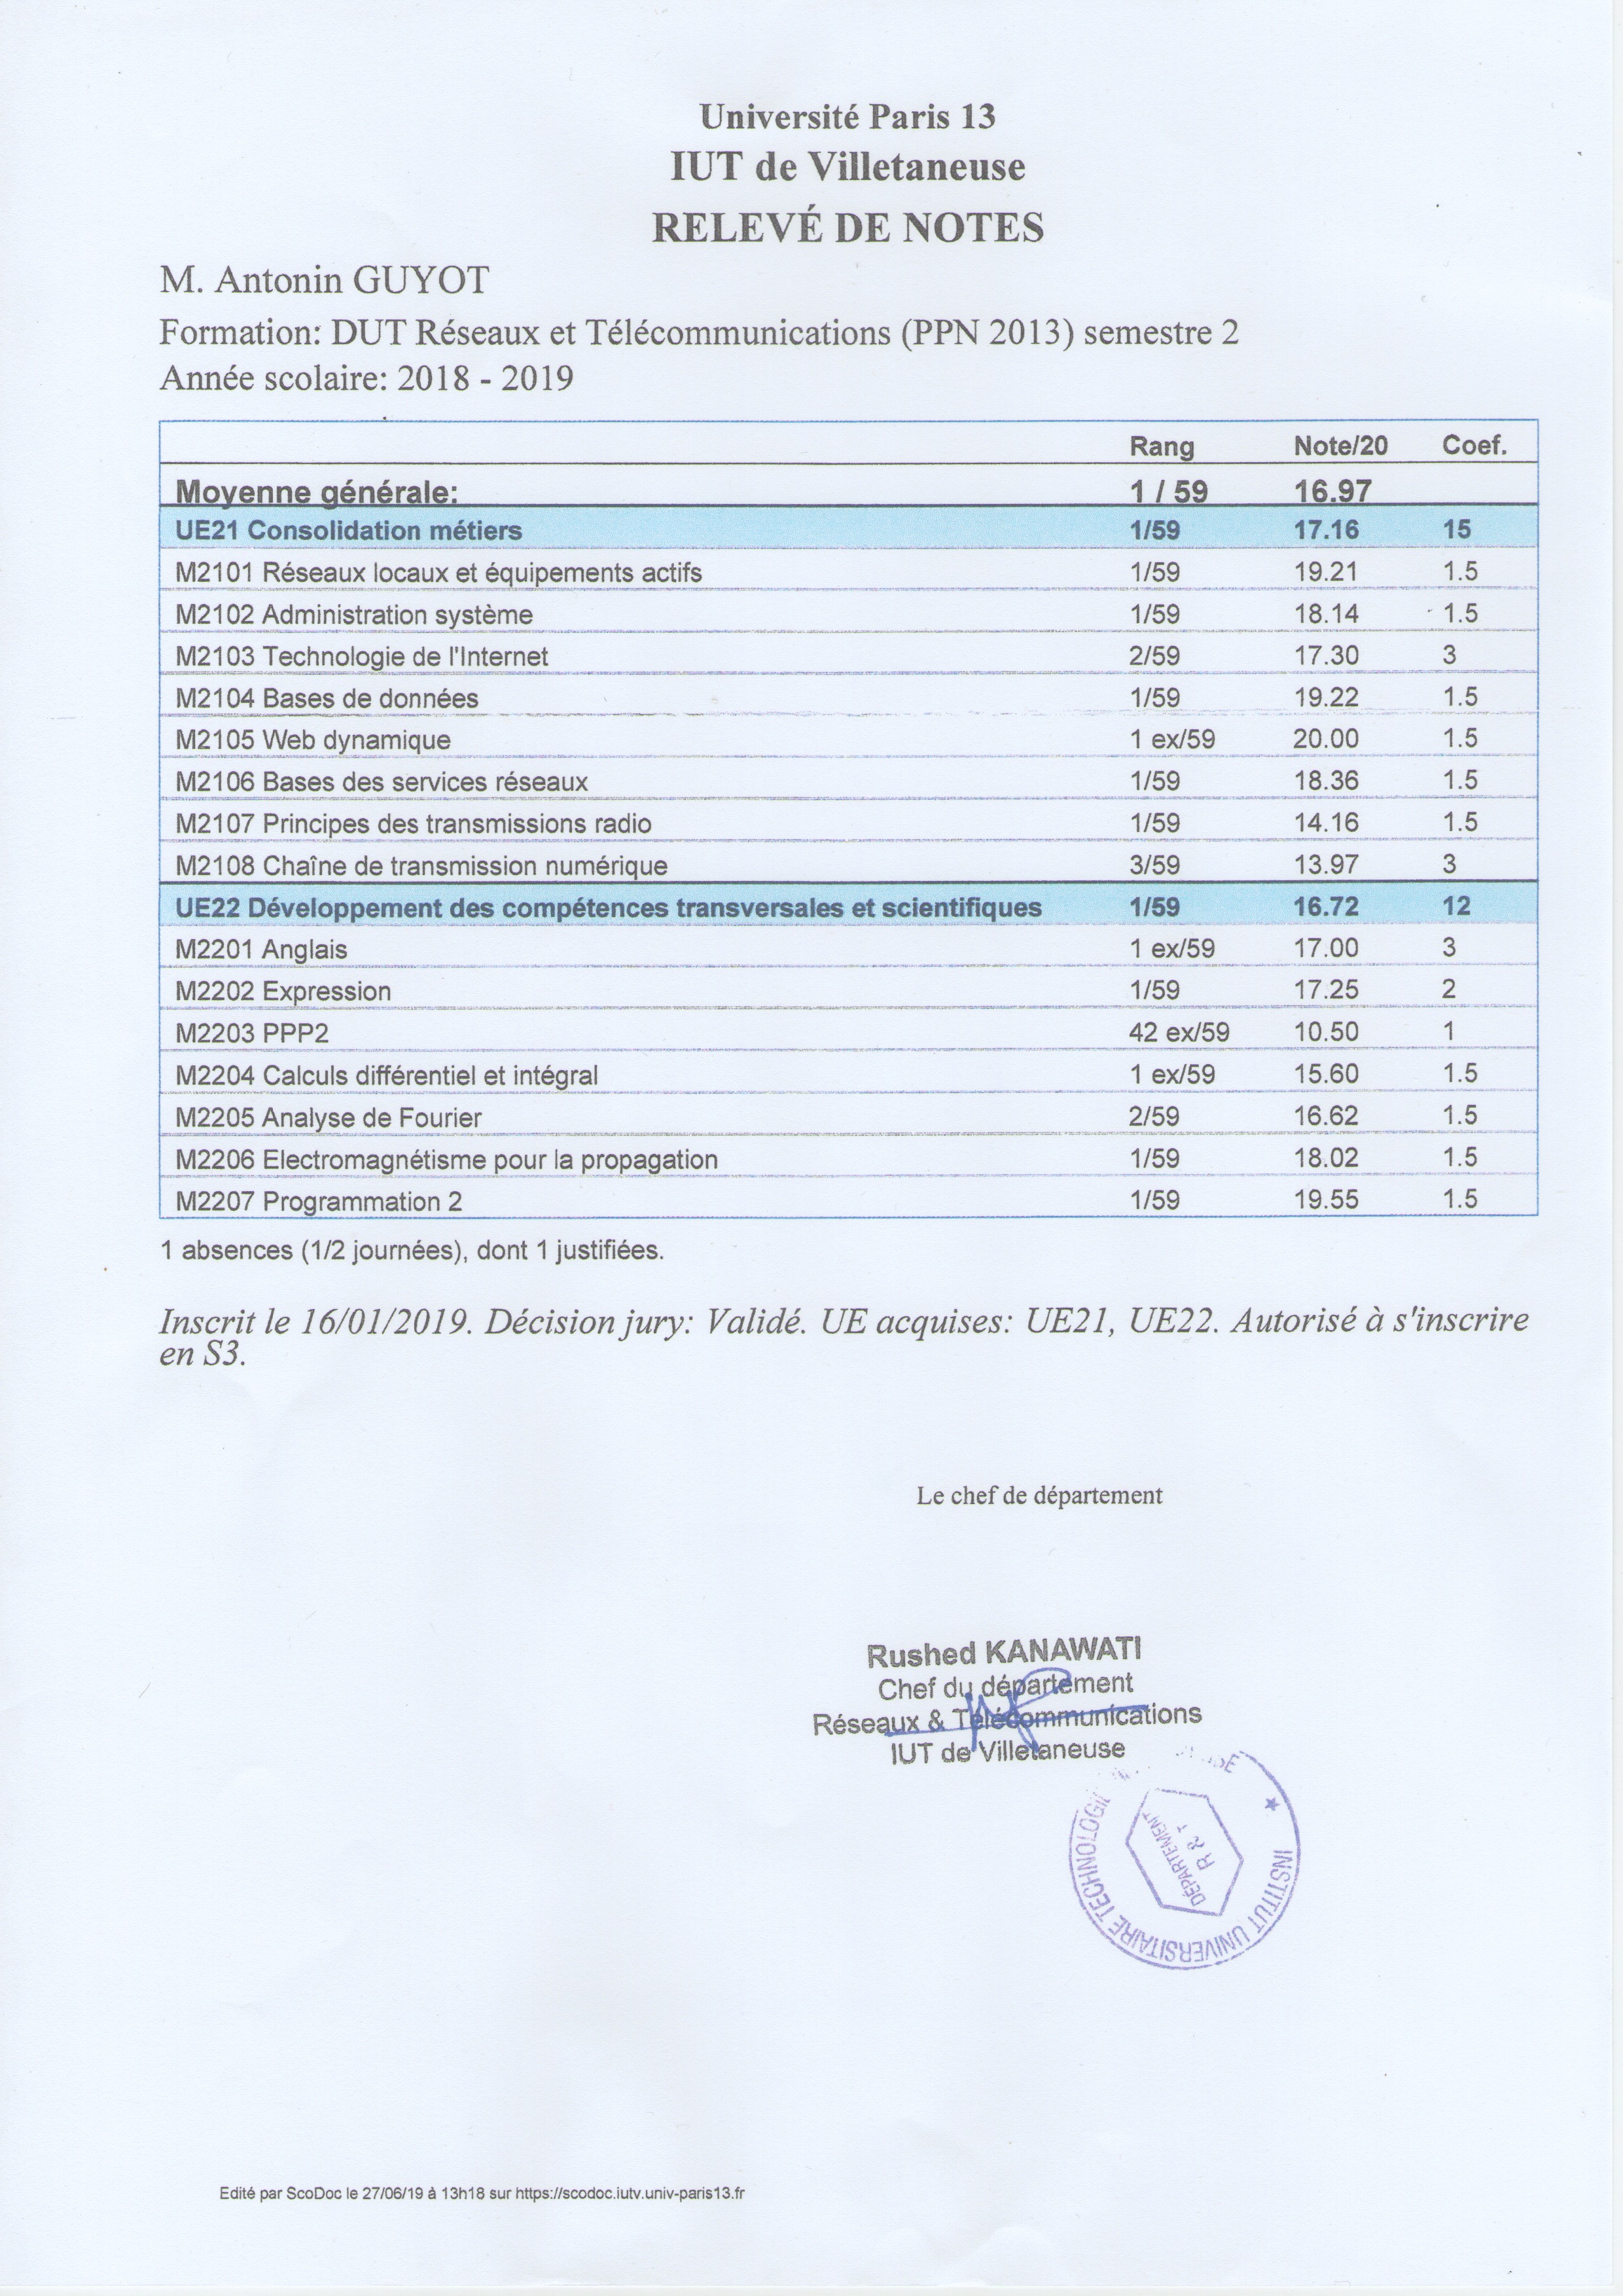 Université Paris 13
IUT de Villetaneuse
RELEVÉ DE NOTES
M. Antonin GUYOT
Formation: DUT Réseaux et Télécommunications (PPN 2013) semestre 2
Année scolaire: 2018 - 2019
Rang Note/20 Coef.
Moyenne générale: 1 / 59 16.97
UE21 Consolidation métiers 1/59 17.16 15
M2101 Réseaux locaux et équipements actifs 1/59 19.21 1.5
M2102 Administration système 1/59 18.14 1.5
M2103 Technologie de l'Internet 2/59 17.30 3
M2104 Bases de données 1/59 19.22 1.5
M2105 Web dynamique 1 ex/59 20.00 1.5
M2106 Bases des services réseaux 1/59 18.36 1.5
M2107 Principes des transmissions radio 1/59 14.16 1.5
M2108 Chaîne de transmission numérique 3/59 13.97 3
UE22 Développement des compétences transversales et scientifiques 1/59 16.72 12
M2201 Anglais 1 ex/59 17.00 3
M2202 Expression 1/59 17.25 2
M2203 PPP2 42 ex/59 10.50 1
M2204 Calculs différentiel et intégral 1 ex/59 15.60 1.5
M2205 Analyse de Fourier 2/59 16.62 1.5
M2206 Electromagnétisme pour la propagation 1/59 18.02 1.5
M2207 Programmation 2 1/59 19.55 1.5
1 absences (1/2 journées), dont 1 justifiées.
Inscrit le 16/01/2019. Décision jury: Validé. UE acquises: UE21, UE22. Autorisé à s'inscrire
en S3.
Le chef de département
Rushed KANAWATI
Chef du département
Réseaux & Télécommunications
IUT de Villetaneuse
INSTITUT UNIVERSITAIRE
DÉPARTEMENT
R & T
Edité par ScoDoc le 27/06/19 à 13h18 sur https://scodoc.iutv.univ-paris13.fr